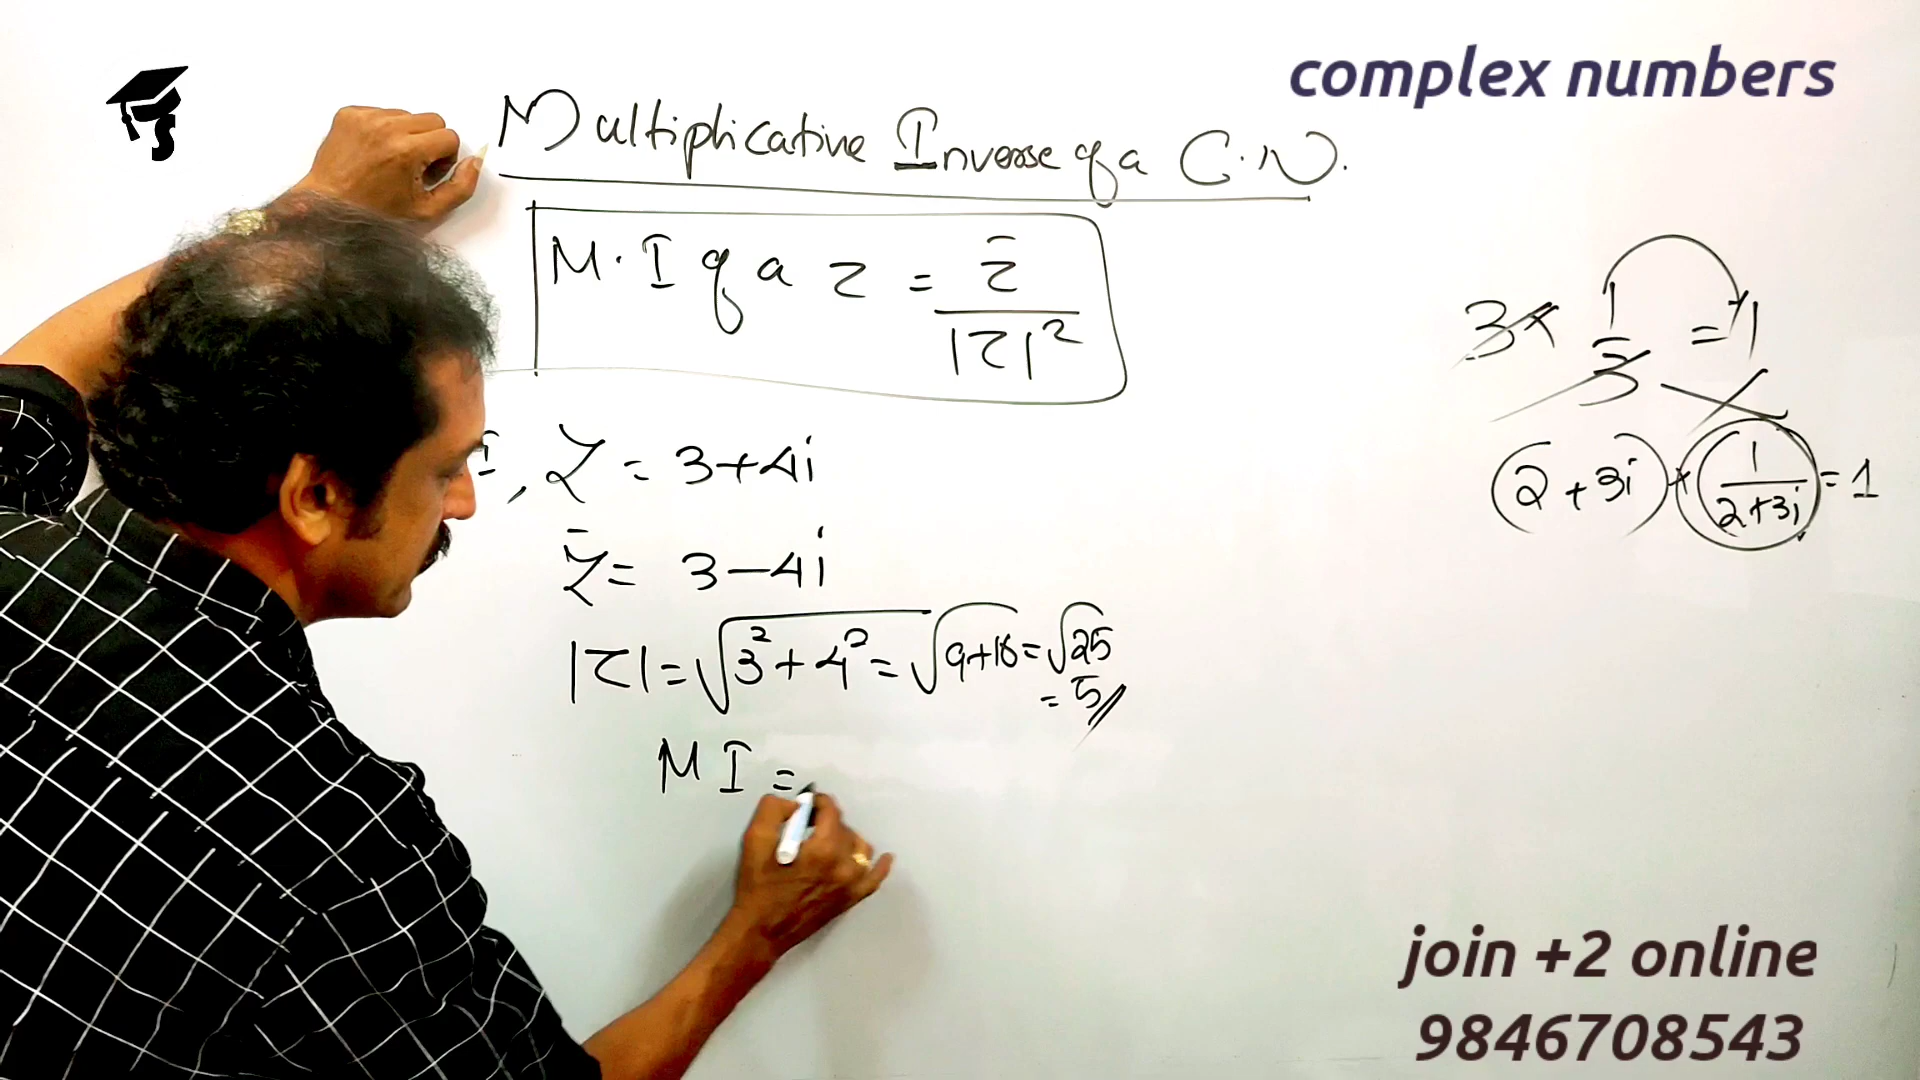 complex numbers
Multiplicative Inverse of a C.N.
M.I of a z = z̄ / |z|²
3 × 1/3 = 1
I, Z = 3+4i
(2+3i) × (1/(2+3i)) = 1
z̄ = 3-4i
|z| = √3²+4² = √9+16 = √25
= 5//
M I =
join +2 online
9846708543